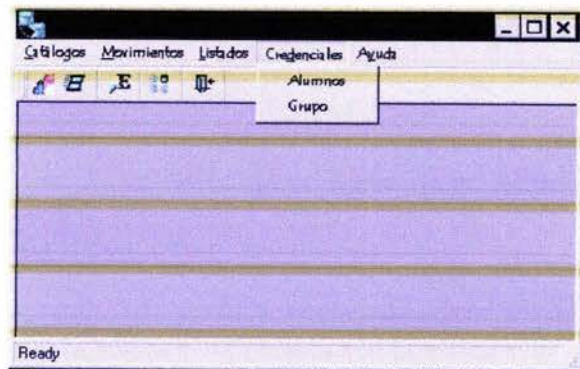 Catálogos Movimientos Listados Credenciales Ayuda
Alumnos
Grupo
Ready